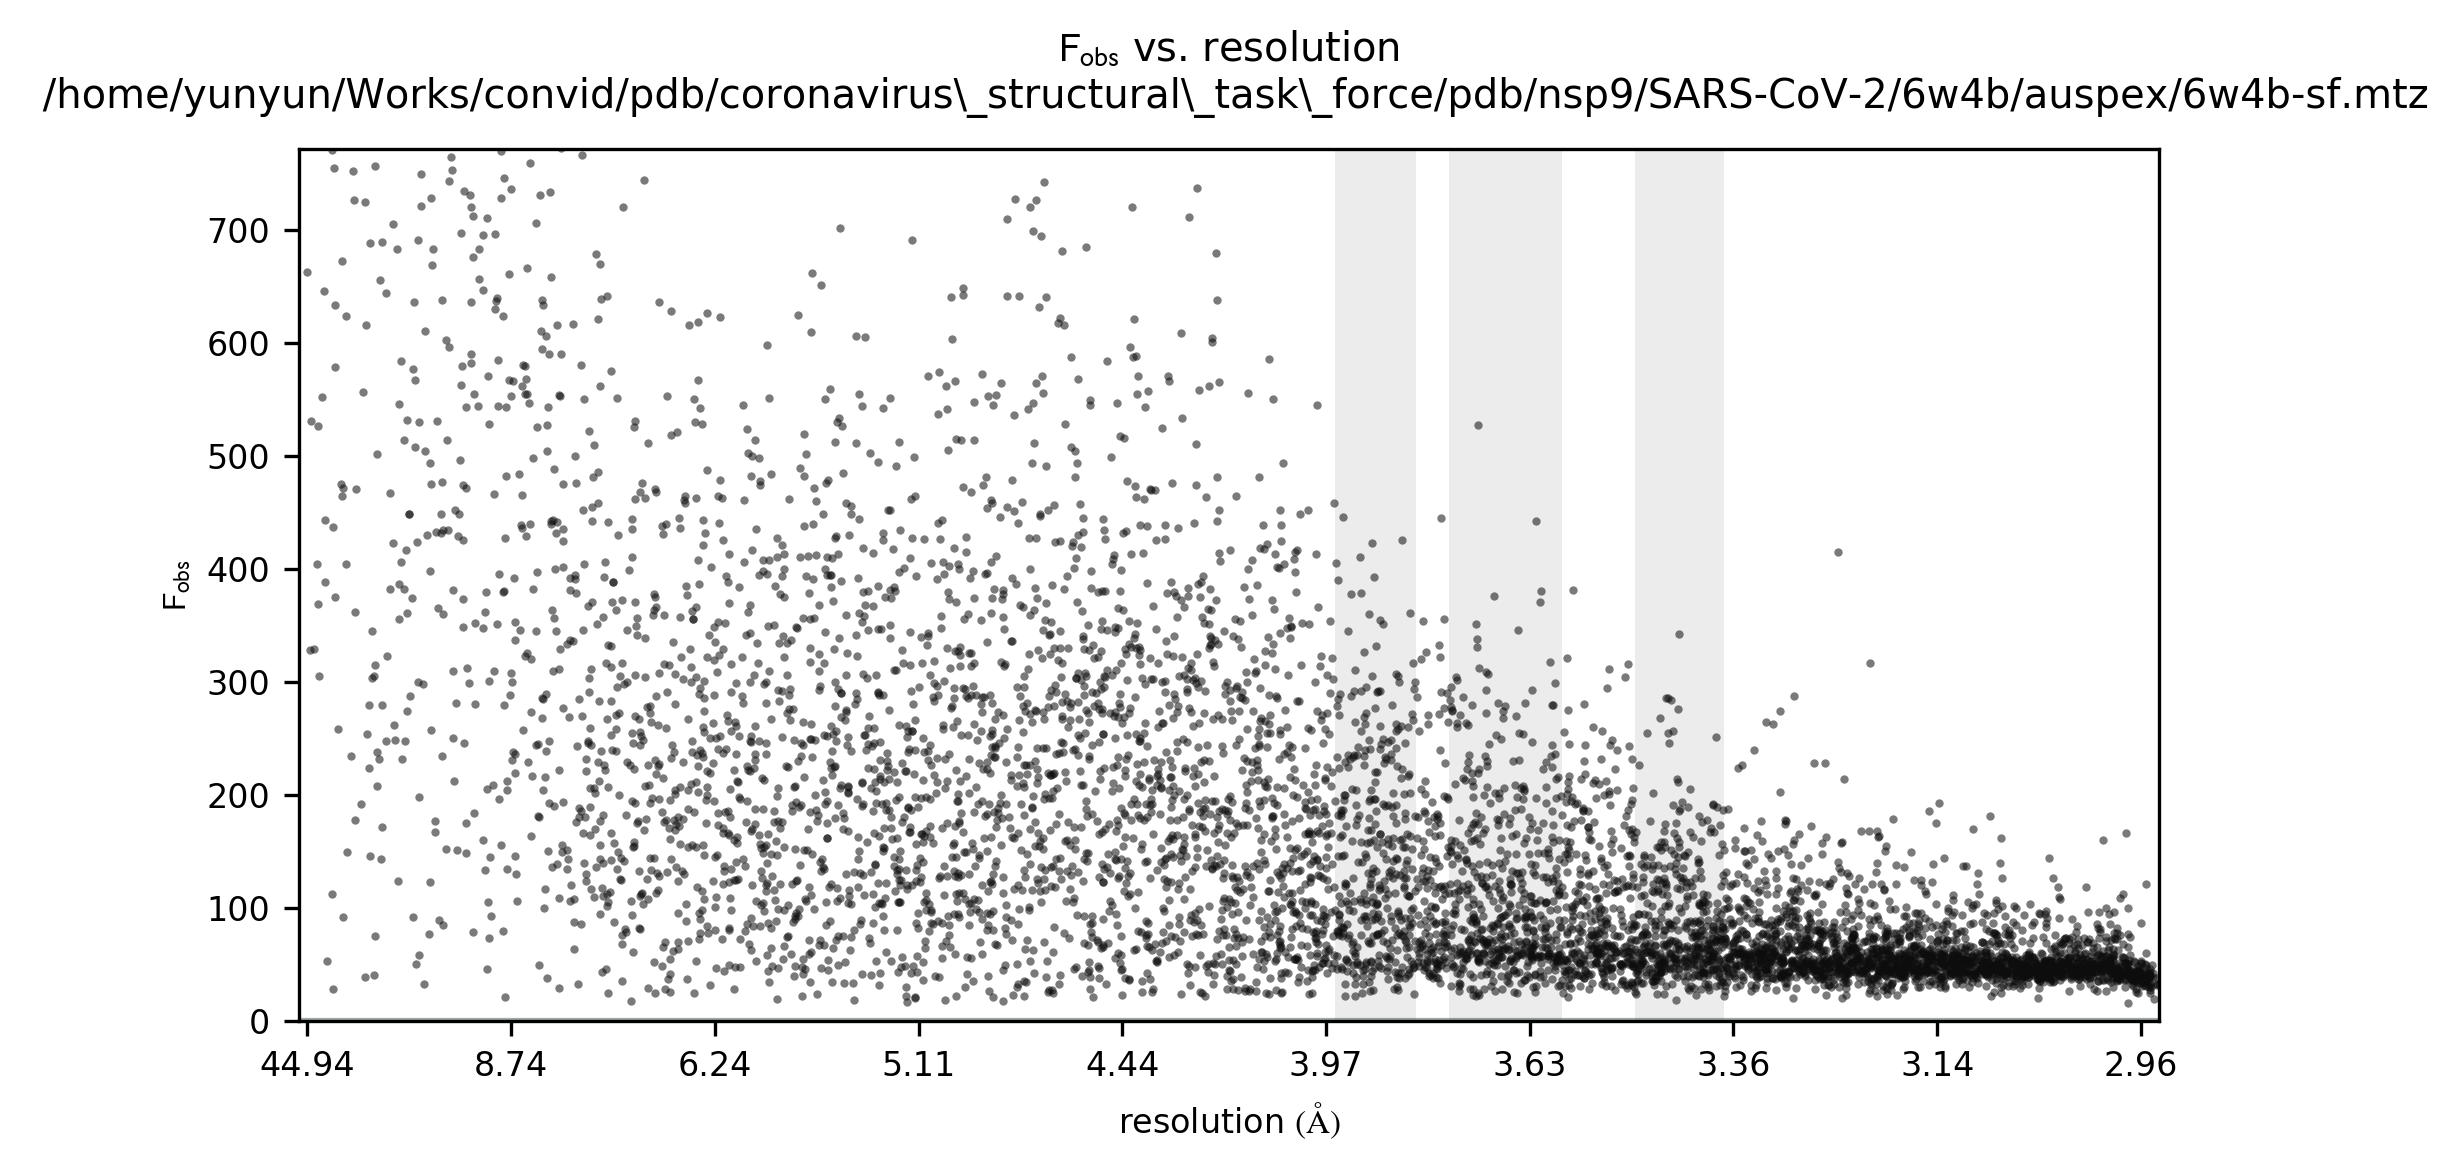 Fobs vs. resolution
/home/yunyun/Works/convid/pdb/coronavirus\_structural\_task\_force/pdb/nsp9/SARS-CoV-2/6w4b/auspex/6w4b-sf.mtz
Fobs
700
600
500
400
300
200
100
0
44.94 8.74 6.24 5.11 4.44 3.97 3.63 3.36 3.14 2.96
resolution (Å)